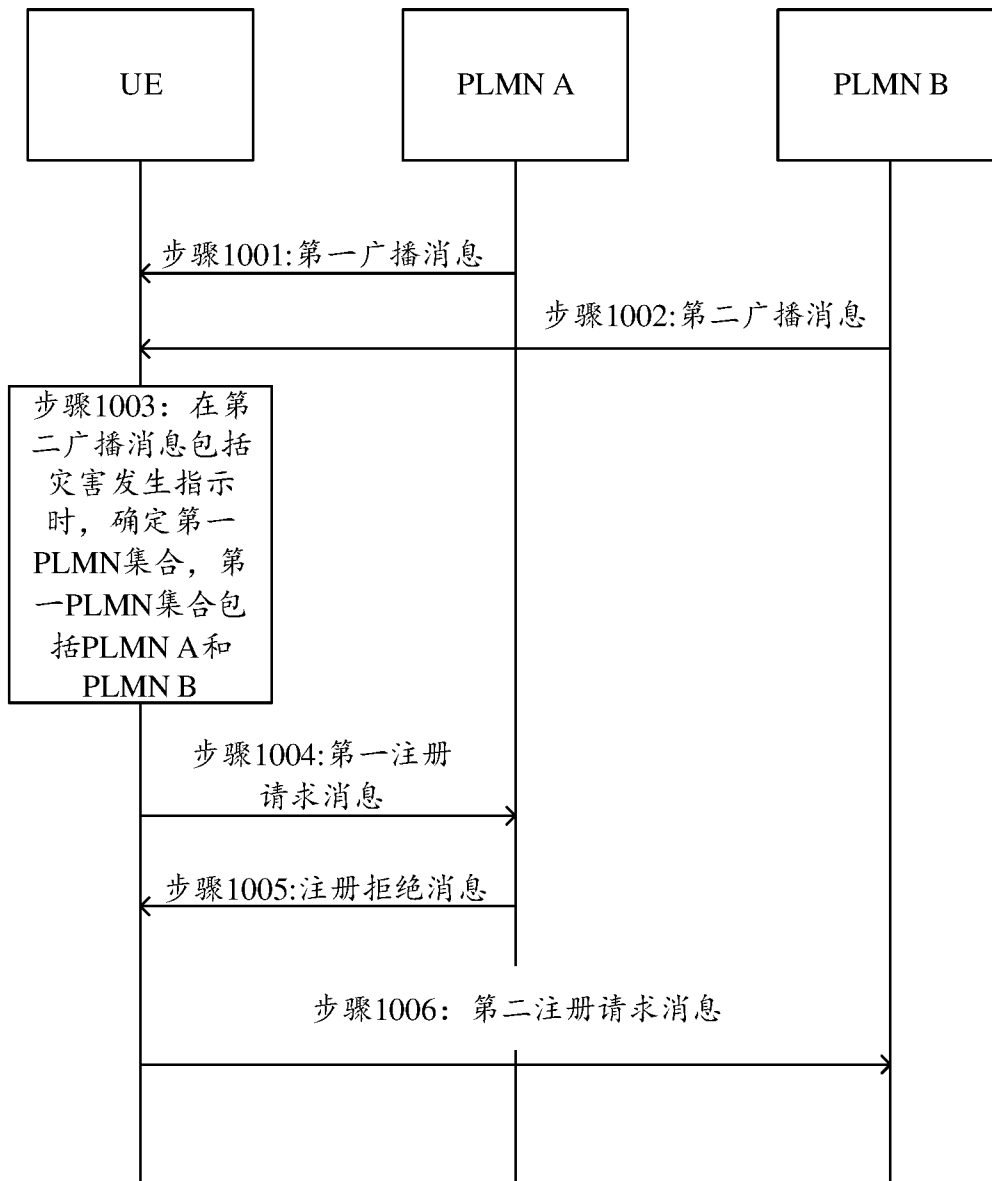 UE
PLMN A
PLMN B
步骤1001:第一广播消息
步骤1002:第二广播消息
步骤1003：在第
二广播消息包括
灾害发生指示
时，确定第一
PLMN集合，第
一PLMN集合包
括PLMN A和
PLMN B
步骤1004:第一注册
请求消息
步骤1005:注册拒绝消息
步骤1006：第二注册请求消息